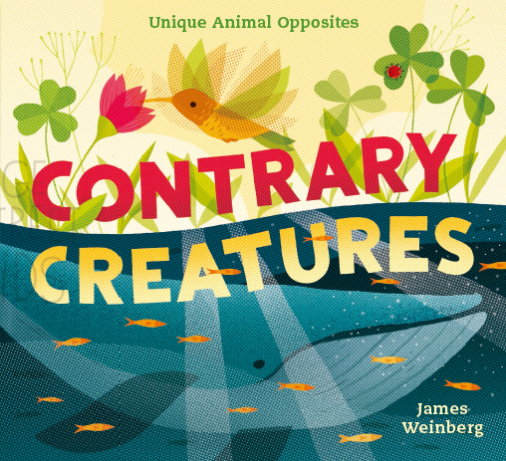 Unique Animal Opposites
CONTRARY
CREATURES
James
Weinberg